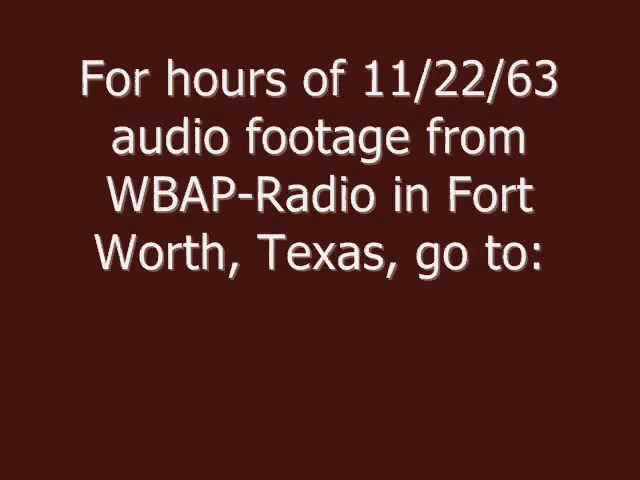 For hours of 11/22/63
audio footage from
WBAP-Radio in Fort
Worth, Texas, go to: